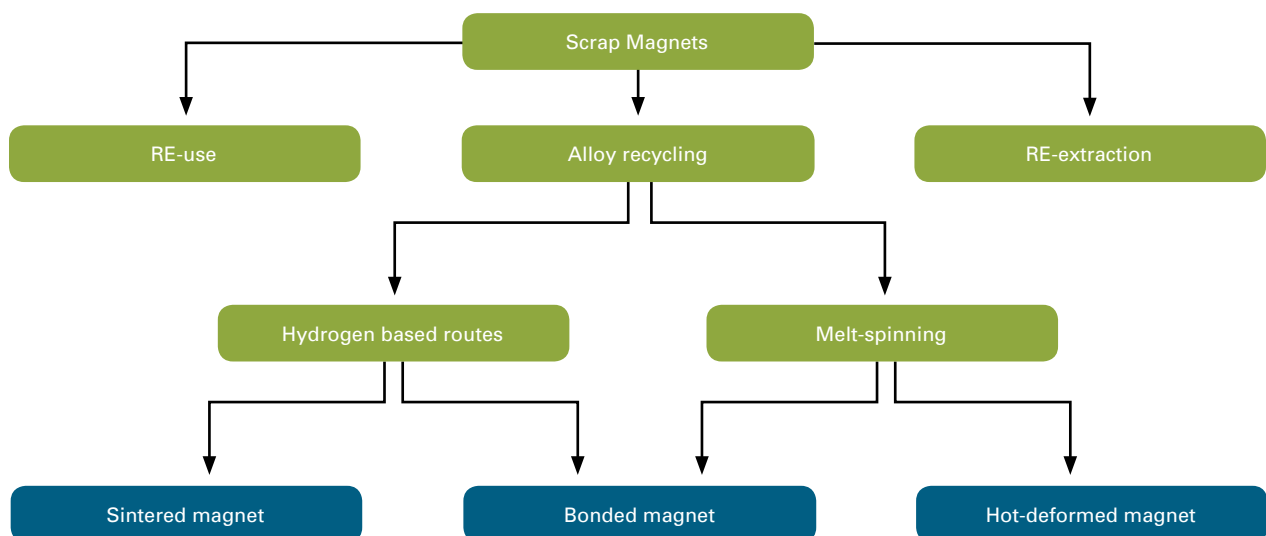 Scrap Magnets
RE-use
Alloy recycling
RE-extraction
Hydrogen based routes
Melt-spinning
Sintered magnet
Bonded magnet
Hot-deformed magnet